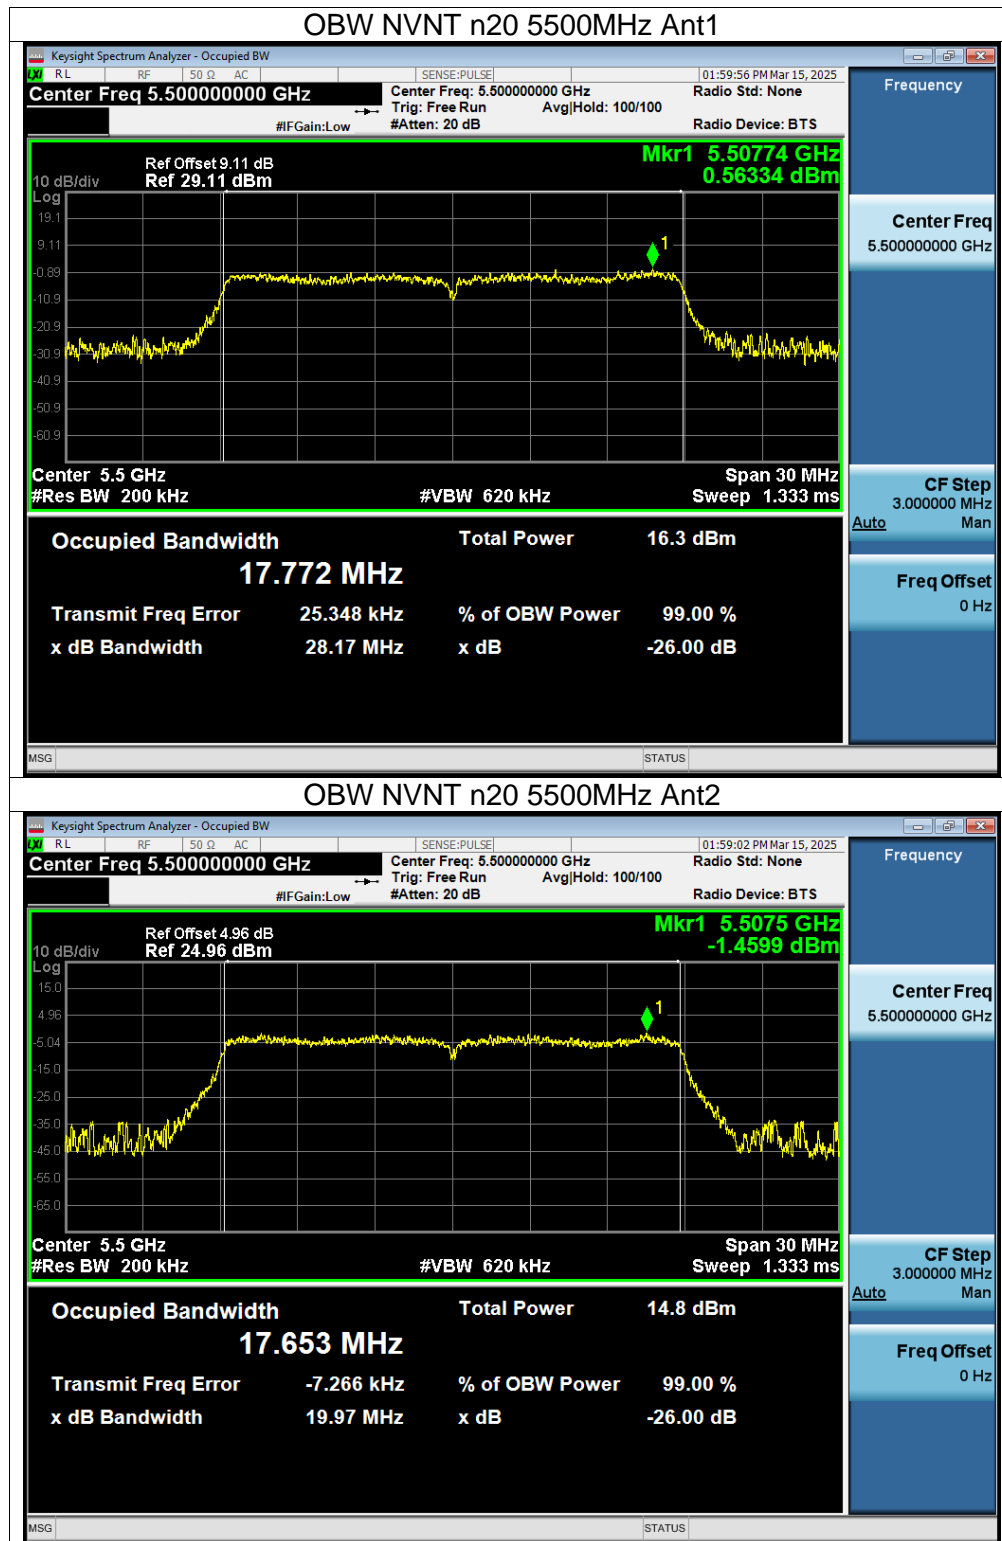 OBW NVNT n20 5500MHz Ant1
Keysight Spectrum Analyzer - Occupied BW
LXI RL RF 50 Ω AC SENSE:PULSE 01:59:56 PM Mar 15, 2025
Center Freq 5.500000000 GHz
Center Freq: 5.500000000 GHz
Radio Std: None
Trig: Free Run Avg|Hold: 100/100
#IFGain:Low #Atten: 20 dB Radio Device: BTS
Mkr1 5.50774 GHz
0.56334 dBm
Ref Offset 9.11 dB
10 dB/div Ref 29.11 dBm
Log
19.1
9.11
1
-0.89
-10.9
-20.9
-30.9
-40.9
-50.9
-60.9
Center 5.5 GHz Span 30 MHz
#Res BW 200 kHz #VBW 620 kHz Sweep 1.333 ms
Occupied Bandwidth Total Power 16.3 dBm
17.772 MHz
Transmit Freq Error 25.348 kHz % of OBW Power 99.00 %
x dB Bandwidth 28.17 MHz x dB -26.00 dB
MSG STATUS
Frequency
Center Freq
5.500000000 GHz
CF Step
3.000000 MHz
Auto Man
Freq Offset
0 Hz
OBW NVNT n20 5500MHz Ant2
Keysight Spectrum Analyzer - Occupied BW
LXI RL RF 50 Ω AC SENSE:PULSE 01:59:02 PM Mar 15, 2025
Center Freq 5.500000000 GHz
Center Freq: 5.500000000 GHz
Radio Std: None
Trig: Free Run Avg|Hold: 100/100
#IFGain:Low #Atten: 20 dB Radio Device: BTS
Mkr1 5.5075 GHz
-1.4599 dBm
Ref Offset 4.96 dB
10 dB/div Ref 24.96 dBm
Log
15.0
4.96
1
-5.04
-15.0
-25.0
-35.0
-45.0
-55.0
-65.0
Center 5.5 GHz Span 30 MHz
#Res BW 200 kHz #VBW 620 kHz Sweep 1.333 ms
Occupied Bandwidth Total Power 14.8 dBm
17.653 MHz
Transmit Freq Error -7.266 kHz % of OBW Power 99.00 %
x dB Bandwidth 19.97 MHz x dB -26.00 dB
MSG STATUS
Frequency
Center Freq
5.500000000 GHz
CF Step
3.000000 MHz
Auto Man
Freq Offset
0 Hz